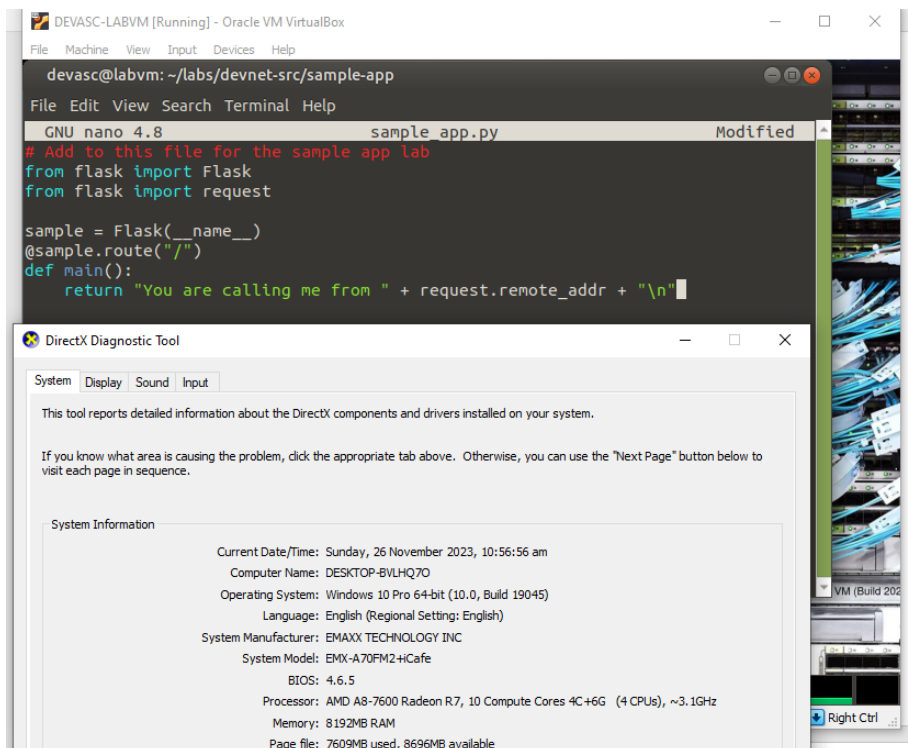 DEVASC-LABVM [Running] - Oracle VM VirtualBox
File Machine View Input Devices Help
devasc@labvm: ~/labs/devnet-src/sample-app
File Edit View Search Terminal Help
GNU nano 4.8 sample_app.py Modified
# Add to this file for the sample app lab
from flask import Flask
from flask import request
sample = Flask(__name__)
@sample.route("/")
def main():
return "You are calling me from " + request.remote_addr + "\n"
DirectX Diagnostic Tool
System Display Sound Input
This tool reports detailed information about the DirectX components and drivers installed on your system.
If you know what area is causing the problem, click the appropriate tab above. Otherwise, you can use the "Next Page" button below to
visit each page in sequence.
System Information
Current Date/Time: Sunday, 26 November 2023, 10:56:56 am
Computer Name: DESKTOP-BVLHQ7O
Operating System: Windows 10 Pro 64-bit (10.0, Build 19045)
Language: English (Regional Setting: English)
System Manufacturer: EMAXX TECHNOLOGY INC
System Model: EMX-A70FM2+iCafe
BIOS: 4.6.5
Processor: AMD A8-7600 Radeon R7, 10 Compute Cores 4C+6G (4 CPUs), ~3.1GHz
Memory: 8192MB RAM
Page file: 7609MB used, 8696MB available
VM (Build 202
Right Ctrl